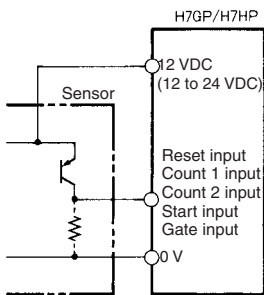 H7GP/H7HP
12 VDC
(12 to 24 VDC)
Sensor
Reset input
Count 1 input
Count 2 input
Start input
Gate input
0 V